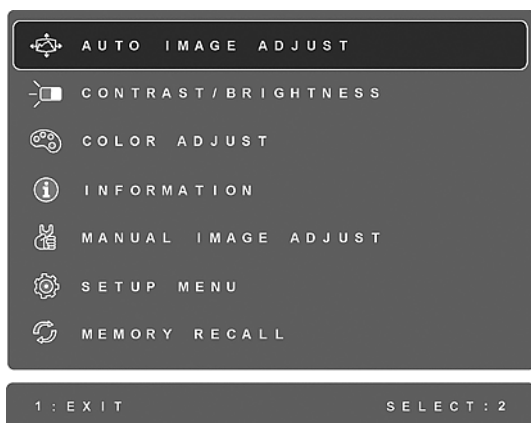 AUTO IMAGE ADJUST
CONTRAST/BRIGHTNESS
COLOR ADJUST
INFORMATION
MANUAL IMAGE ADJUST
SETUP MENU
MEMORY RECALL
1:EXIT SELECT:2